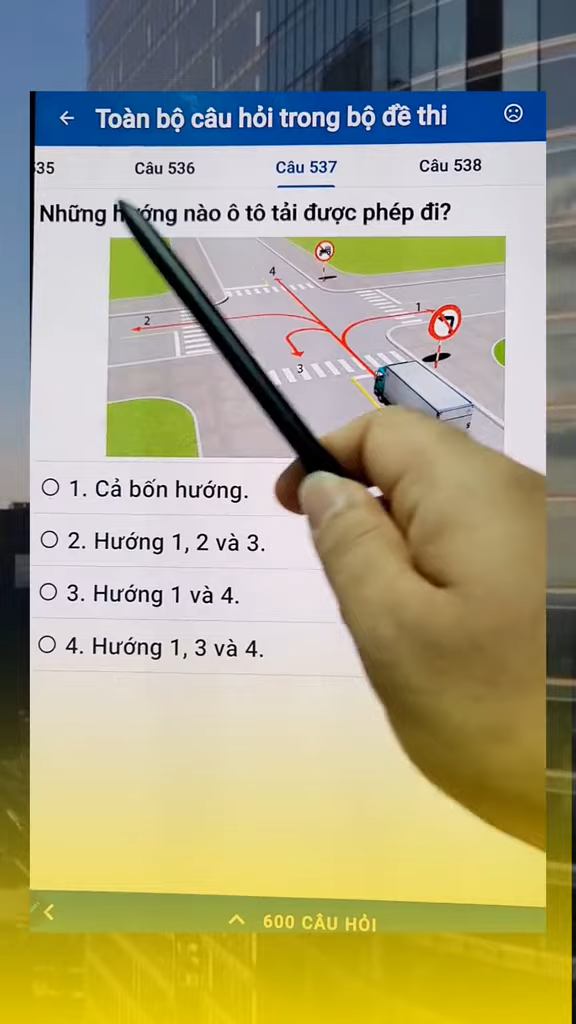 Toàn bộ câu hỏi trong bộ đề thi
535 Câu 536 Câu 537 Câu 538
Những hướng nào ô tô tải được phép đi?
4
1
2
3
1. Cả bốn hướng.
2. Hướng 1, 2 và 3.
3. Hướng 1 và 4.
4. Hướng 1, 3 và 4.
600 CÂU HỎI